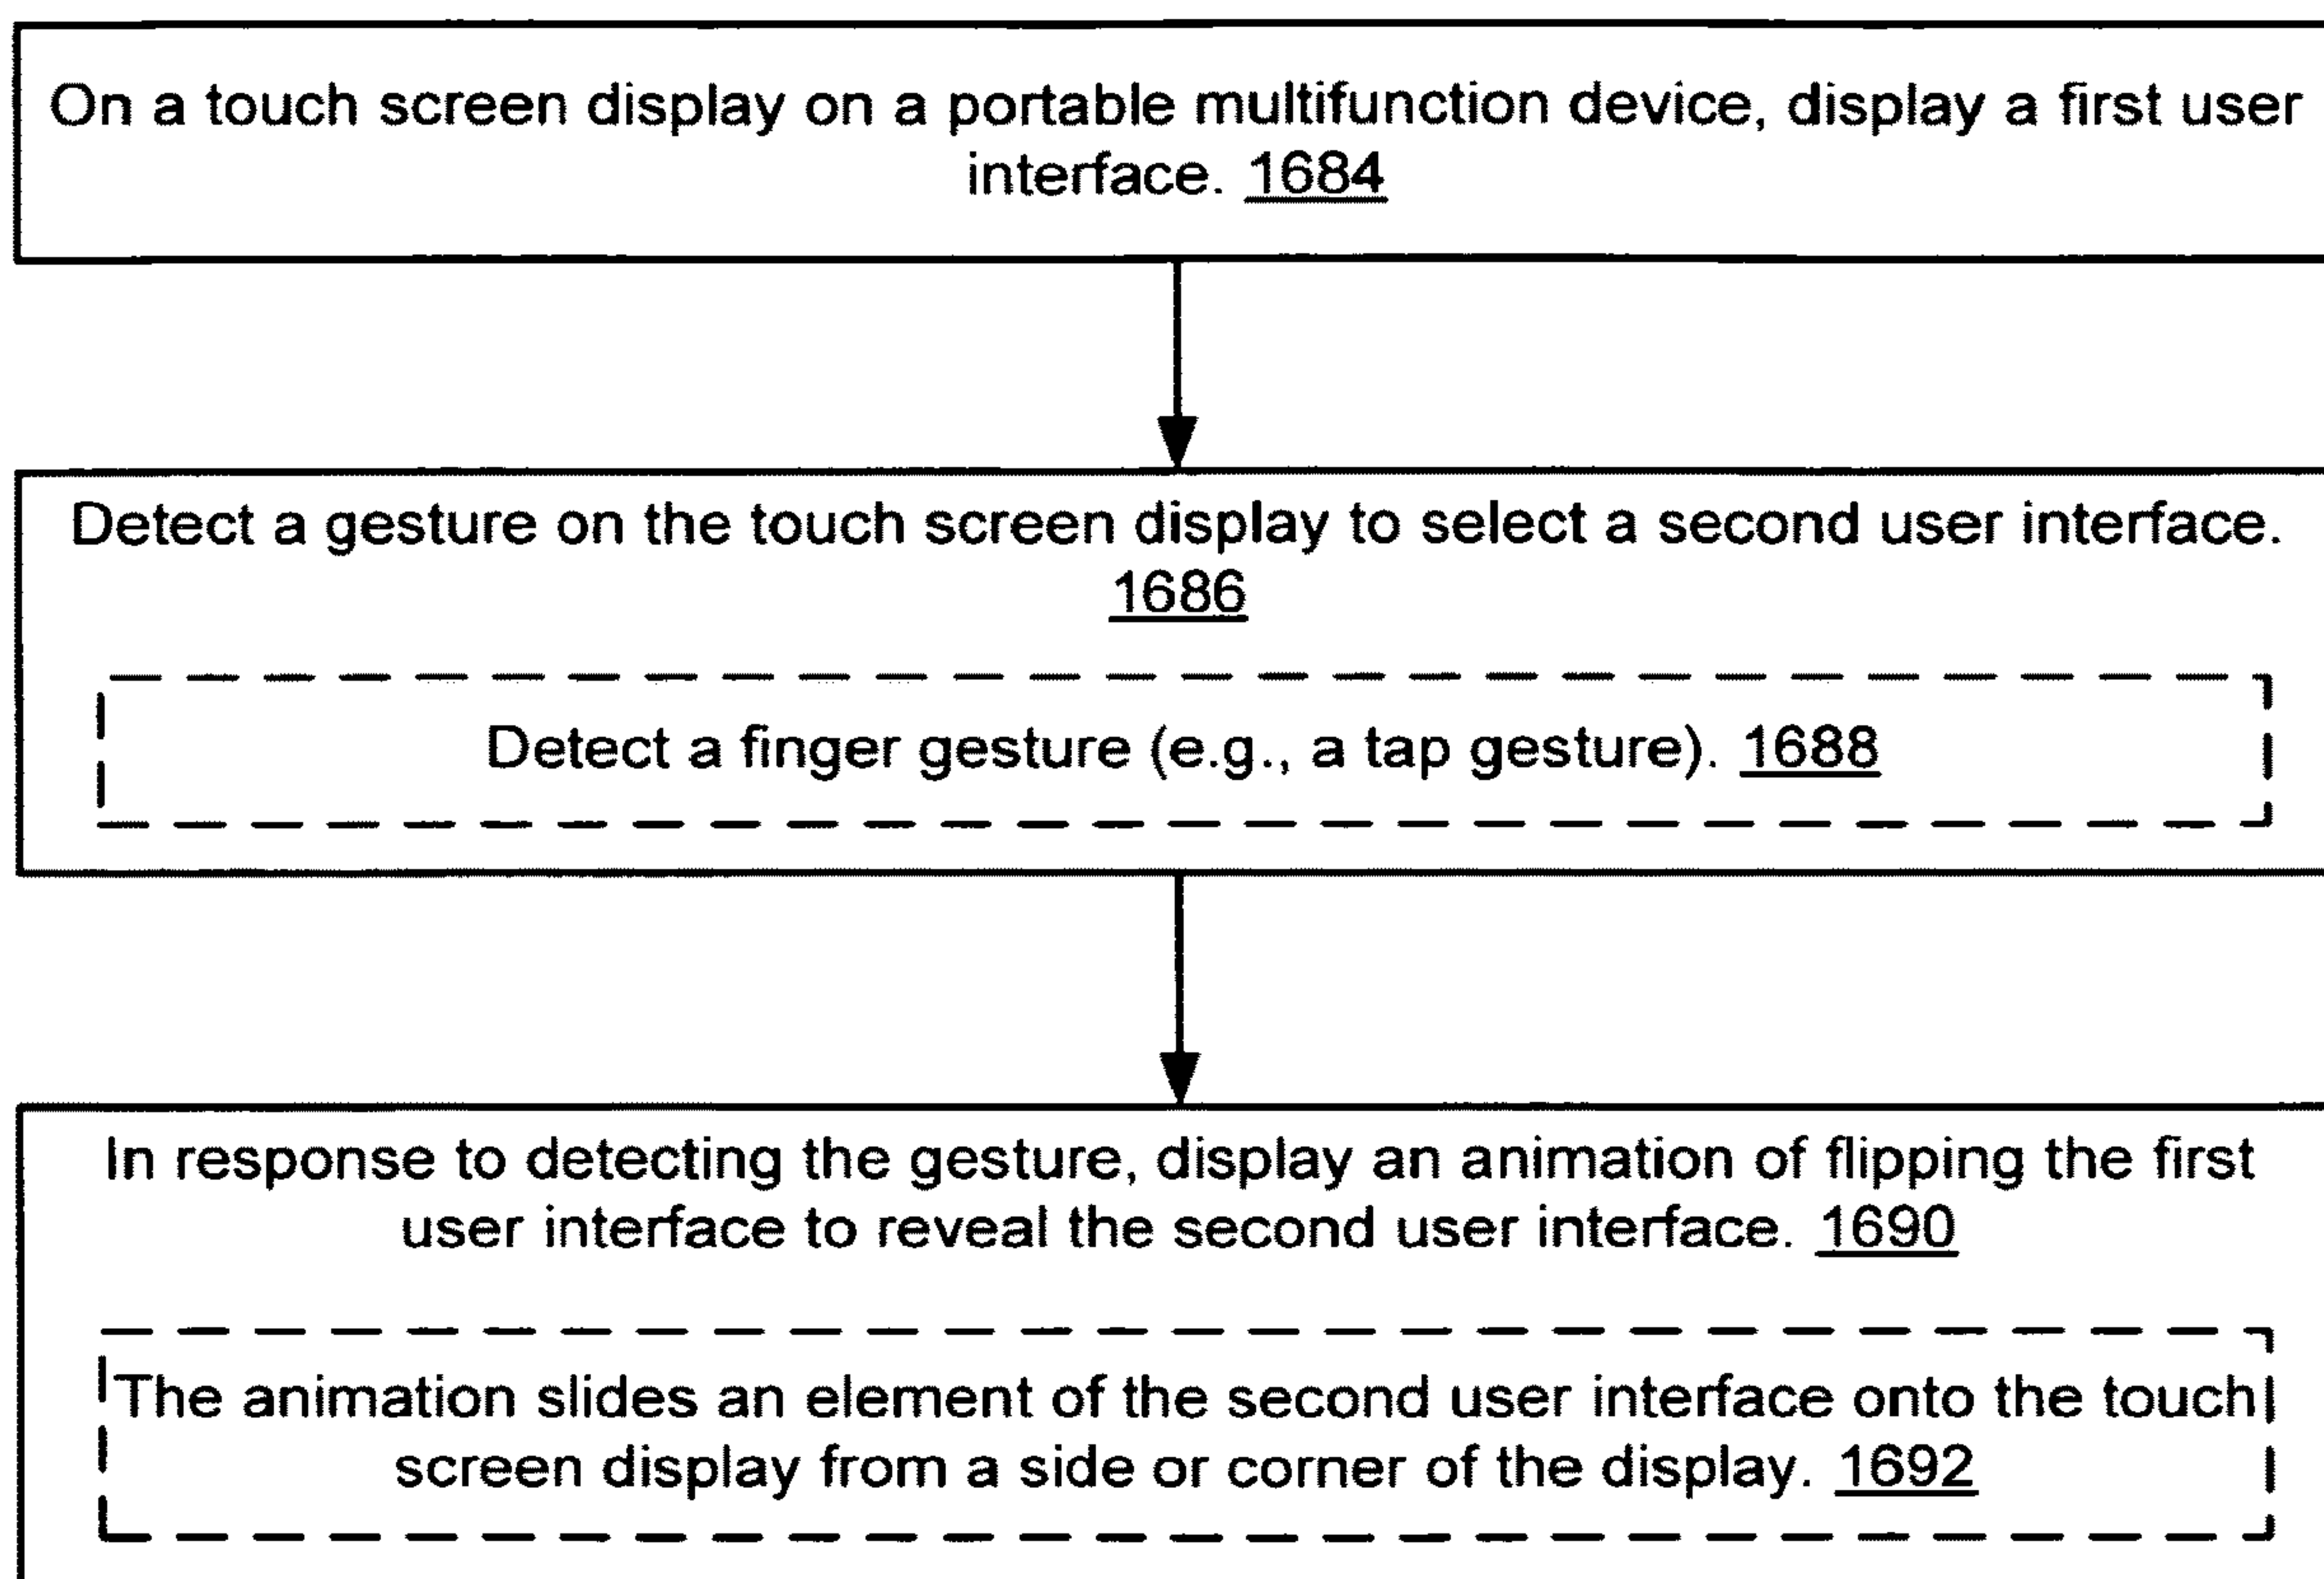 On a touch screen display on a portable multifunction device, display a first user
interface. 1684
Detect a gesture on the touch screen display to select a second user interface.
1686
Detect a finger gesture (e.g., a tap gesture). 1688
In response to detecting the gesture, display an animation of flipping the first
user interface to reveal the second user interface. 1690
The animation slides an element of the second user interface onto the touch
screen display from a side or corner of the display. 1692